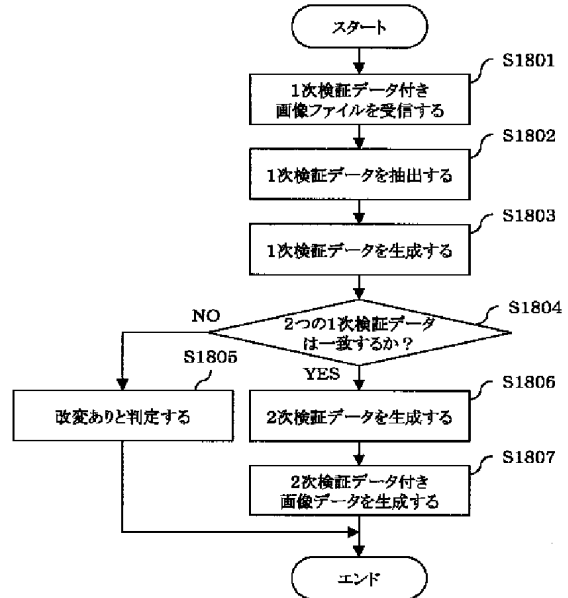 スタート
S1801
1次検証データ付き
画像ファイルを受信する
S1802
1次検証データを抽出する
S1803
1次検証データを生成する
S1804
2つの1次検証データ
は一致するか？
NO
YES
S1805
改変ありと判定する
S1806
2次検証データを生成する
S1807
2次検証データ付き
画像データを生成する
エンド